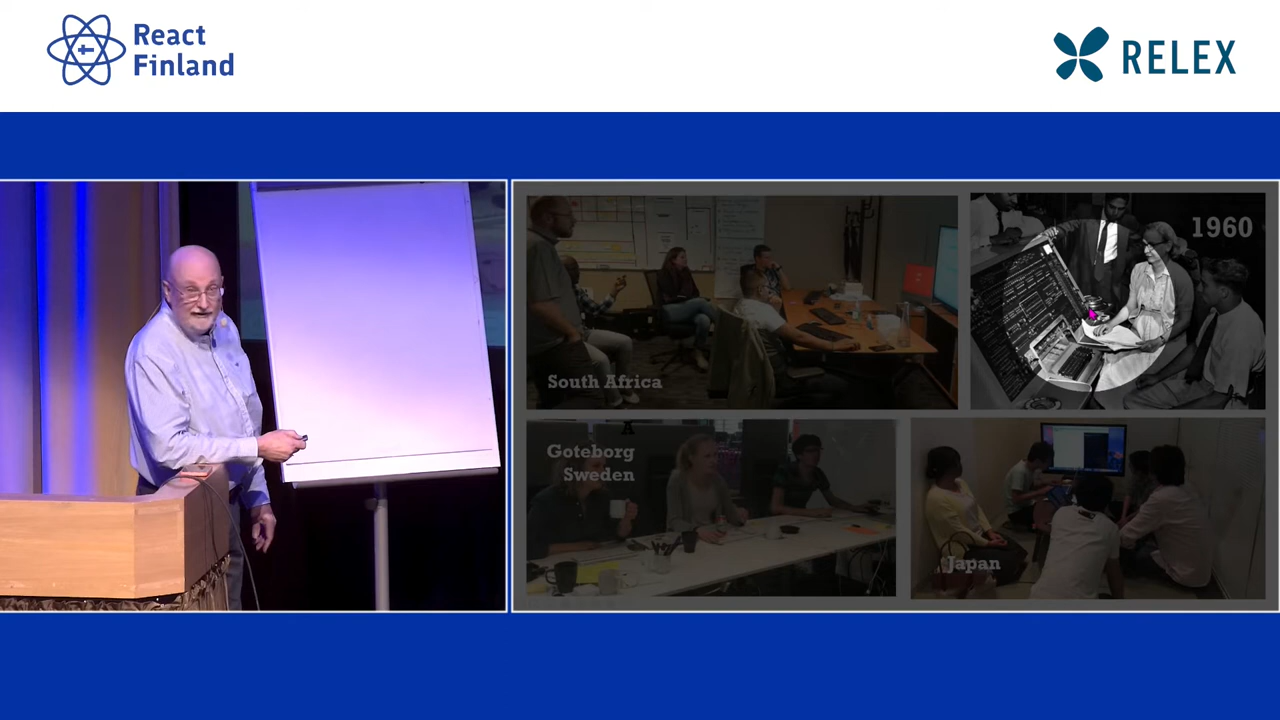 React
Finland
RELEX
South Africa
1960
A
Goteborg
Sweden
Japan